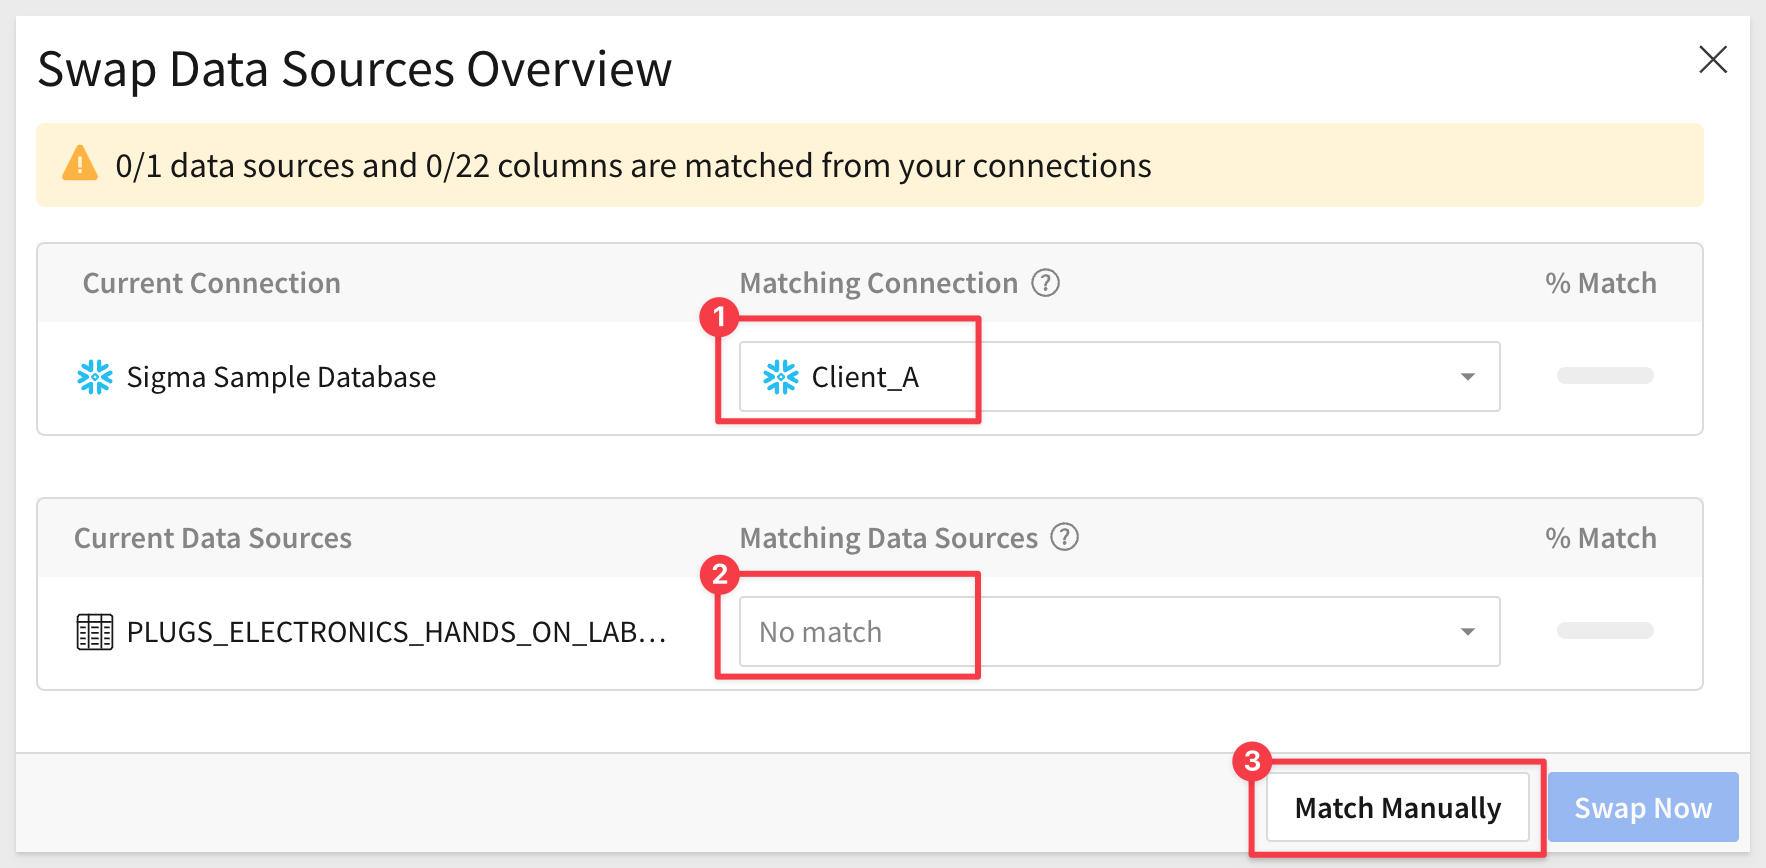 Swap Data Sources Overview
0/1 data sources and 0/22 columns are matched from your connections
Current Connection Matching Connection ? % Match
1
Sigma Sample Database Client_A
Current Data Sources Matching Data Sources ? % Match
2
PLUGS_ELECTRONICS_HANDS_ON_LAB... No match
3
Match Manually Swap Now